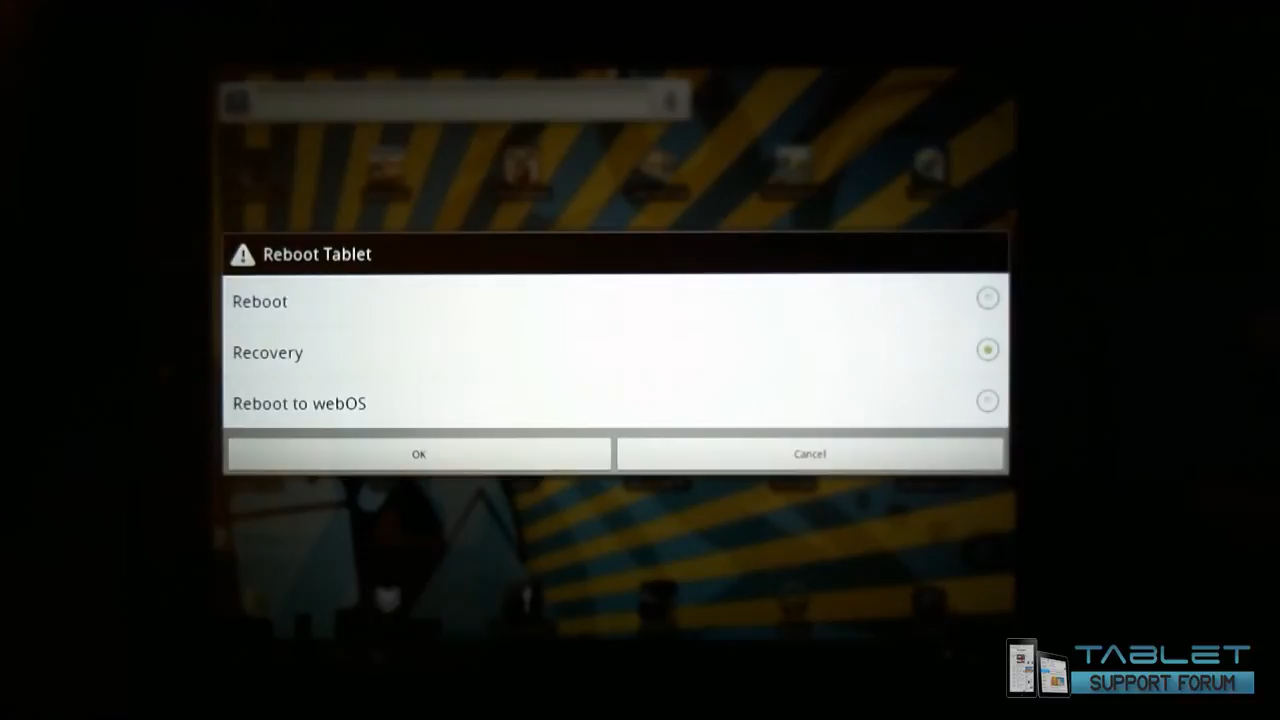 Reboot Tablet
Reboot
Recovery
Reboot to webOS
OK
Cancel
TABLET
SUPPORT FORUM